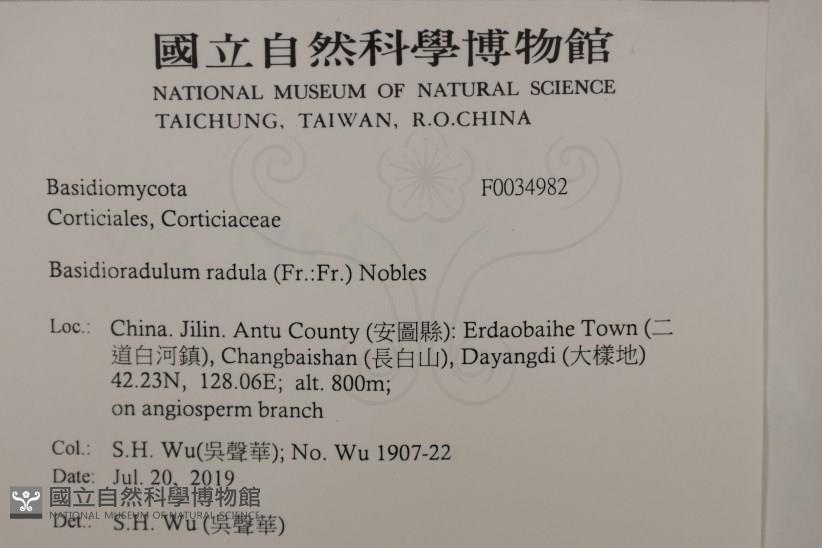 國立自然科學博物館
NATIONAL MUSEUM OF NATURAL SCIENCE
TAICHUNG, TAIWAN, R.O.CHINA
Basidiomycota F0034982
Corticiales, Corticiaceae
Basidioradulum radula (Fr.:Fr.) Nobles
Loc.: China. Jilin. Antu County (安圖縣): Erdaobaihe Town (二
道白河鎮), Changbaishan (長白山), Dayangdi (大樣地)
42.23N, 128.06E; alt. 800m;
on angiosperm branch
Col.: S.H. Wu(吳聲華); No. Wu 1907-22
Date: Jul. 20, 2019
國立自然科學博物館
NATIONAL MUSEUM OF NATURAL SCIENCE
Det.: S.H. Wu (吳聲華)